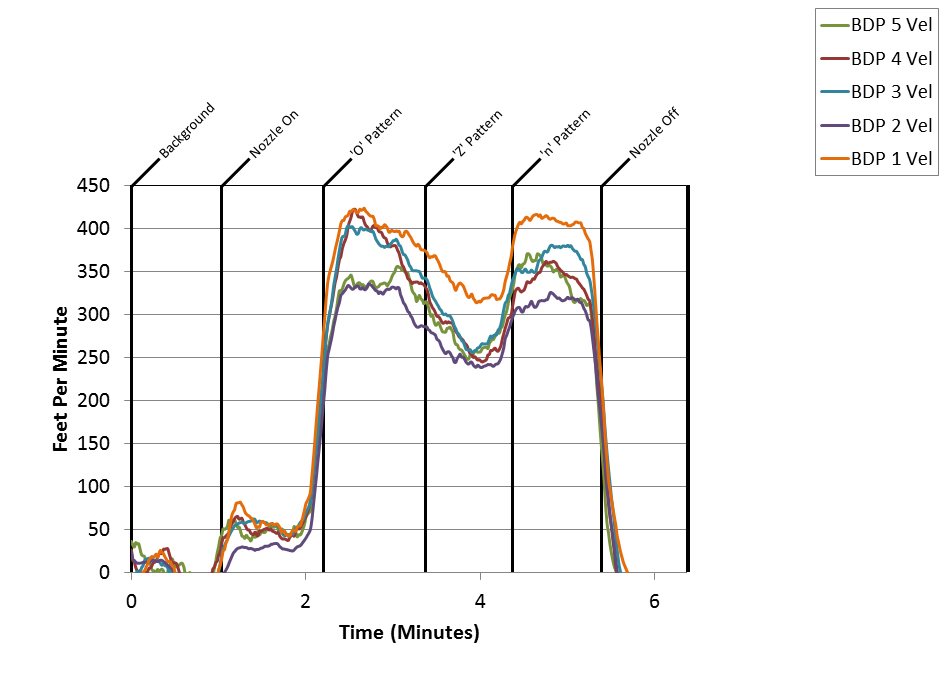 BDP 5 Vel
BDP 4 Vel
BDP 3 Vel
BDP 2 Vel
BDP 1 Vel
Background
Nozzle On
'O' Pattern
'Z' Pattern
'n' Pattern
Nozzle Off
450
400
350
300
250
200
150
100
50
0
Feet Per Minute
0 2 4 6
Time (Minutes)